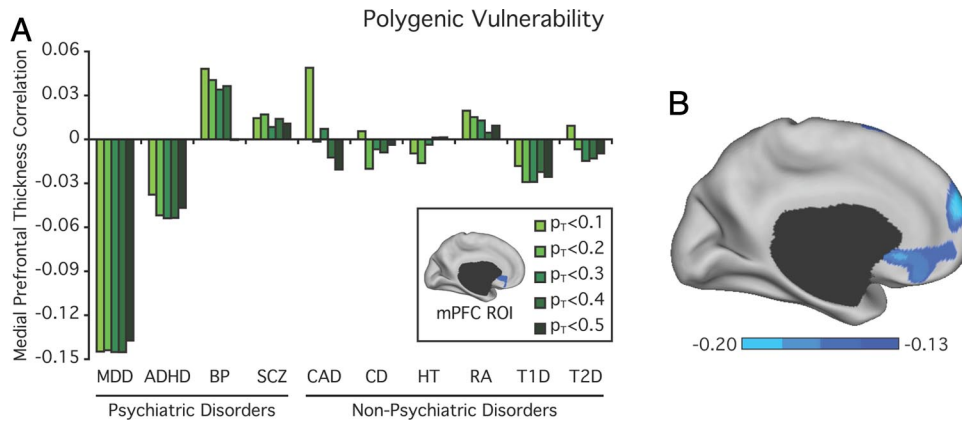 A
Polygenic Vulnerability
Medial Prefrontal Thickness Correlation
0.06
0.03
0
-0.03
-0.06
-0.09
-0.12
-0.15
mPFC ROI
pT<0.1
pT<0.2
pT<0.3
pT<0.4
pT<0.5
MDD ADHD BP SCZ CAD CD HT RA T1D T2D
Psychiatric Disorders Non-Psychiatric Disorders
B
-0.20 -0.13